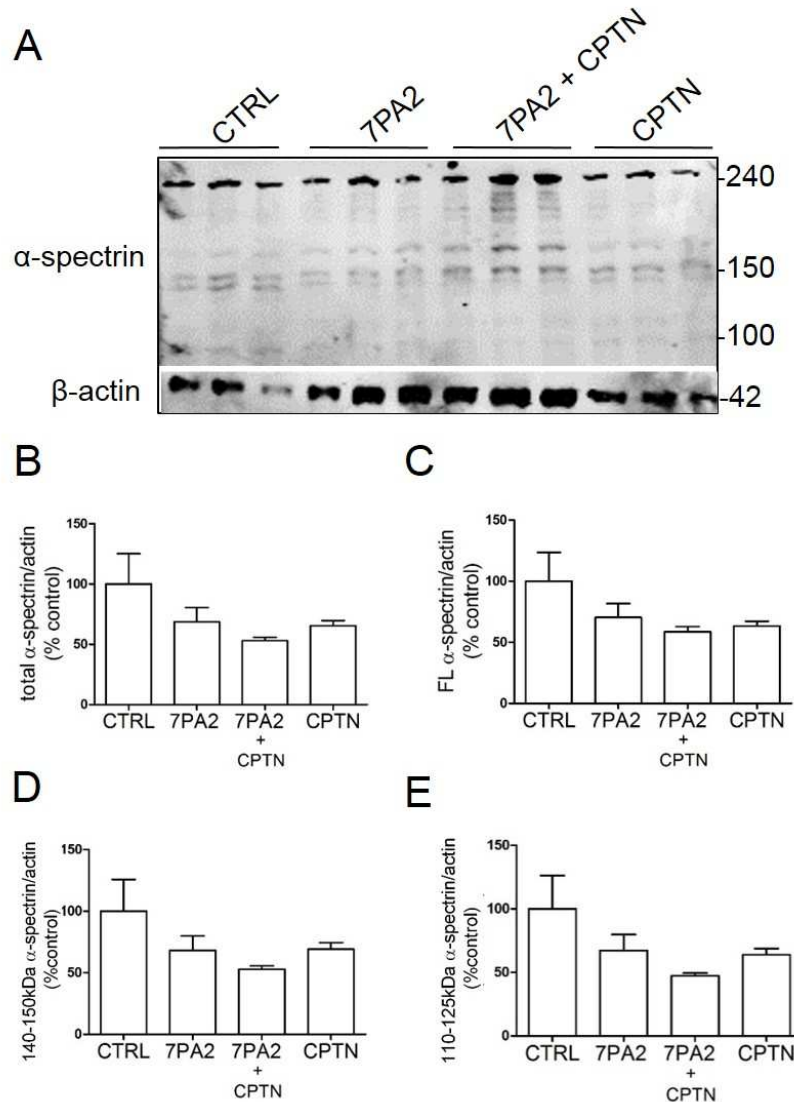 A
CTRL
7PA2
7PA2 + CPTN
CPTN
α-spectrin
-240
-150
-100
β-actin
-42
B
total α-spectrin/actin
(% control)
150
100
50
0
CTRL
7PA2
7PA2
+
CPTN
CPTN
C
FL α-spectrin/actin
(% control)
150
100
50
0
CTRL
7PA2
7PA2
+
CPTN
CPTN
D
140-150kDa α-spectrin/actin
(%control)
150
100
50
0
CTRL
7PA2
7PA2
+
CPTN
CPTN
E
110-125kDa α-spectrin/actin
(%control)
150
100
50
0
CTRL
7PA2
7PA2
+
CPTN
CPTN